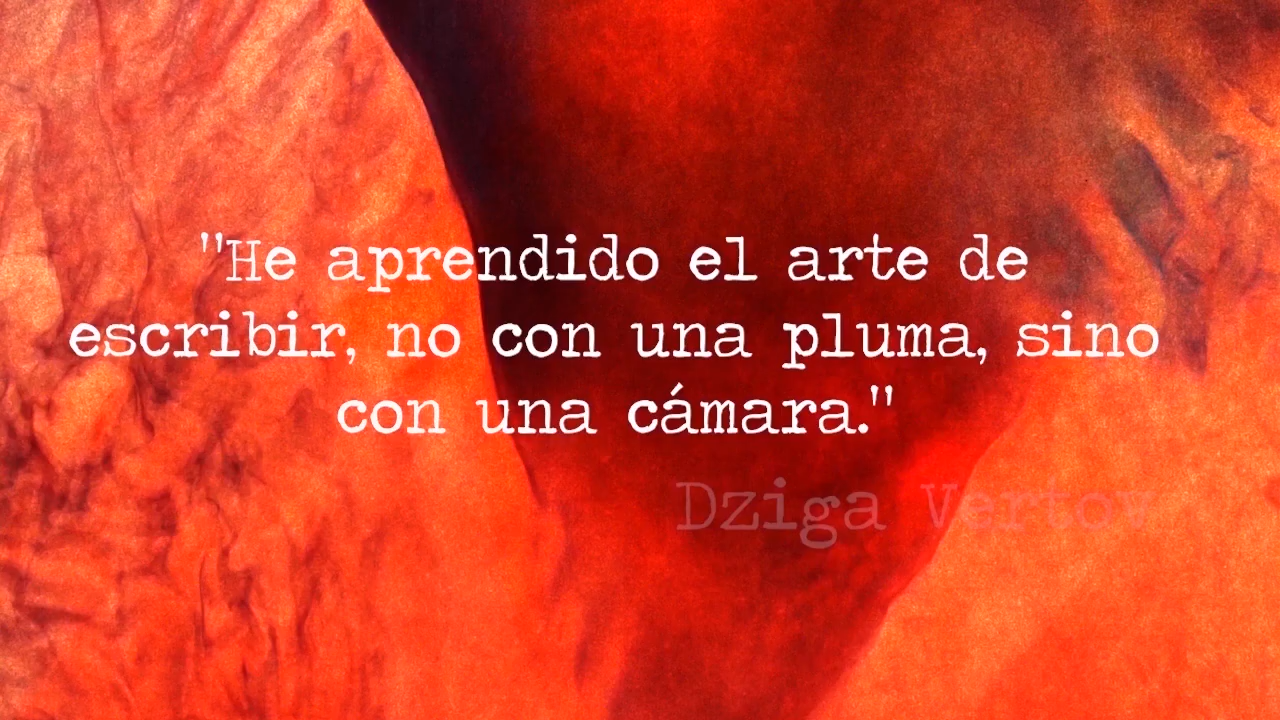 "He aprendido el arte de
escribir, no con una pluma, sino
con una cámara."
Dziga Vertov